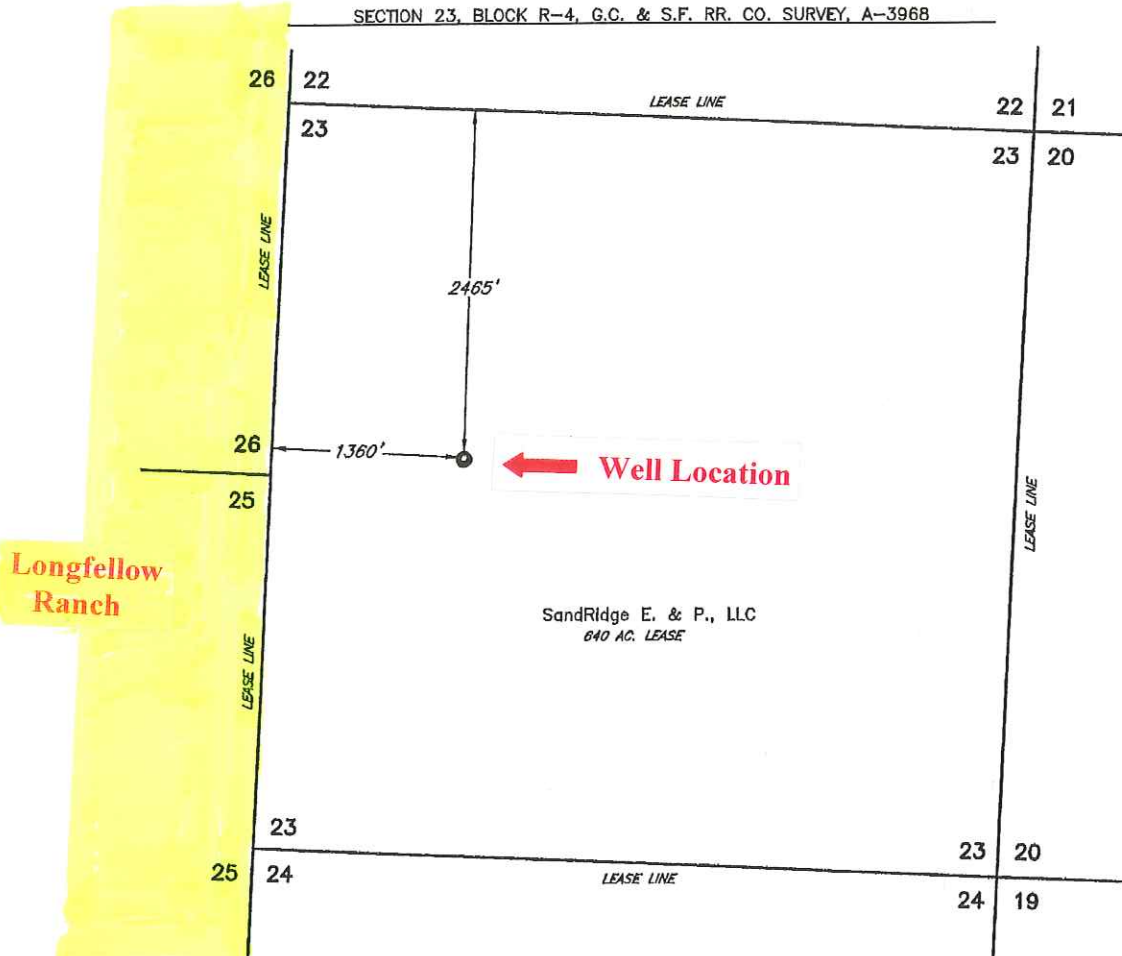 SECTION 23, BLOCK R-4, G.C. & S.F. RR. CO. SURVEY, A-3968
26 22
LEASE LINE
22 21
23
23 20
LEASE LINE
2465'
26
1360'
Well Location
25
LEASE LINE
Longfellow
Ranch
SandRidge E. & P., LLC
640 AC. LEASE
LEASE LINE
23
23 20
25 24
LEASE LINE
24 19